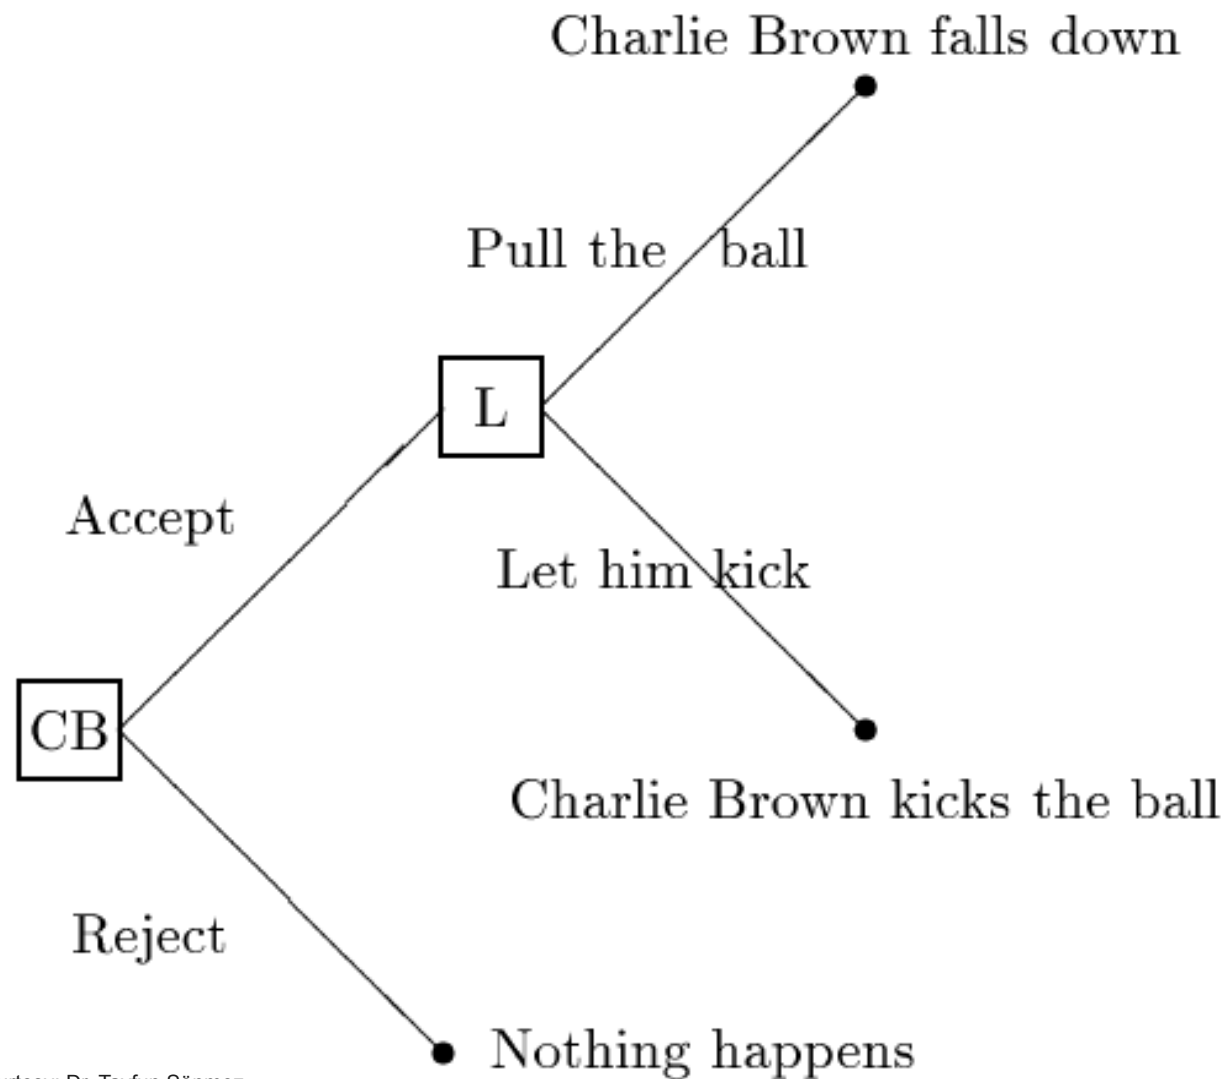 Charlie Brown falls down
Pull the ball
L
Accept
Let him kick
CB
Charlie Brown kicks the ball
Reject
Nothing happens